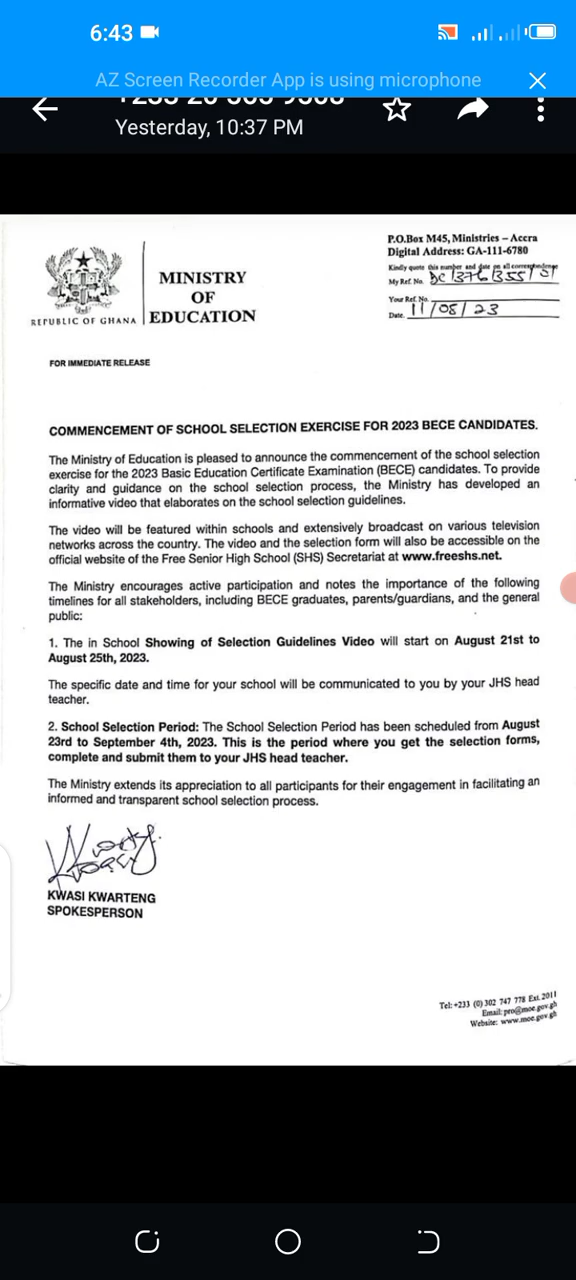 6:43
AZ Screen Recorder App is using microphone
Yesterday, 10:37 PM
P.O.Box M45, Ministries – Accra
Digital Address: GA-111-6780
Kindly quote this number and date on all correspondence
My Ref. No.
Your Ref. No.
Date. 11/08/23
MINISTRY
OF
EDUCATION
REPUBLIC OF GHANA
FOR IMMEDIATE RELEASE
COMMENCEMENT OF SCHOOL SELECTION EXERCISE FOR 2023 BECE CANDIDATES.
The Ministry of Education is pleased to announce the commencement of the school selection
exercise for the 2023 Basic Education Certificate Examination (BECE) candidates. To provide
clarity and guidance on the school selection process, the Ministry has developed an
informative video that elaborates on the school selection guidelines.
The video will be featured within schools and extensively broadcast on various television
networks across the country. The video and the selection form will also be accessible on the
official website of the Free Senior High School (SHS) Secretariat at www.freeshs.net.
The Ministry encourages active participation and notes the importance of the following
timelines for all stakeholders, including BECE graduates, parents/guardians, and the general
public:
1. The in School Showing of Selection Guidelines Video will start on August 21st to
August 25th, 2023.
The specific date and time for your school will be communicated to you by your JHS head
teacher.
2. School Selection Period: The School Selection Period has been scheduled from August
23rd to September 4th, 2023. This is the period where you get the selection forms,
complete and submit them to your JHS head teacher.
The Ministry extends its appreciation to all participants for their engagement in facilitating an
informed and transparent school selection process.
KWASI KWARTENG
SPOKESPERSON
Tel: +233 (0) 302 747 778 Ext. 2011
Email: pro@moe.gov.gh
Website: www.moe.gov.gh